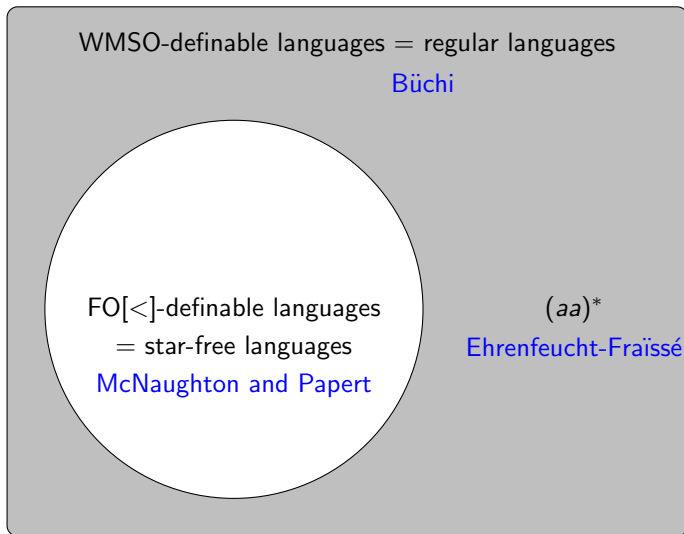 WMSO-definable languages = regular languages
Büchi
FO[<]-definable languages
= star-free languages
McNaughton and Papert
(aa)*
Ehrenfeucht-Fraïssé